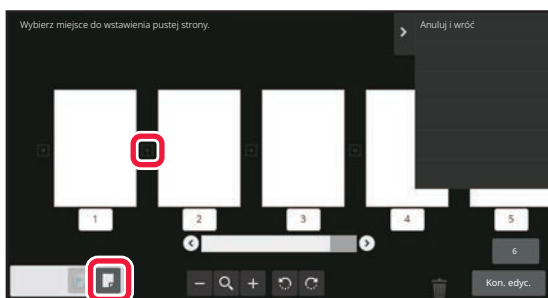 Wybierz miejsce do wstawienia pustej strony.
Anuluj i wróć
1
2
3
4
5
6
Kon. edyc.